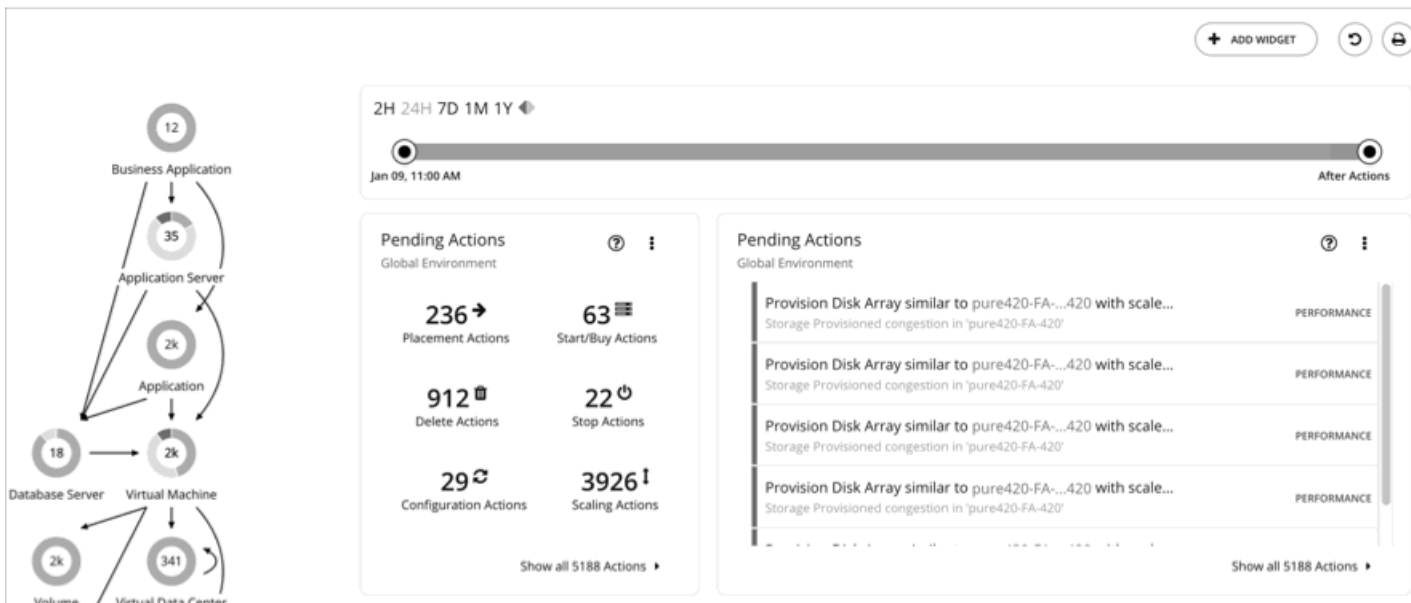 ADD WIDGET
12
Business Application
35
Application Server
2k
Application
18
Database Server
2k
Virtual Machine
2k
Volume
341
Virtual Data Center
2H 24H 7D 1M 1Y
Jan 09, 11:00 AM
After Actions
Pending Actions
Global Environment
236
Placement Actions
63
Start/Buy Actions
912
Delete Actions
22
Stop Actions
29
Configuration Actions
3926
Scaling Actions
Show all 5188 Actions
Pending Actions
Global Environment
Provision Disk Array similar to pure420-FA-...420 with scale...
Storage Provisioned congestion in 'pure420-FA-420'
PERFORMANCE
Provision Disk Array similar to pure420-FA-...420 with scale...
Storage Provisioned congestion in 'pure420-FA-420'
PERFORMANCE
Provision Disk Array similar to pure420-FA-...420 with scale...
Storage Provisioned congestion in 'pure420-FA-420'
PERFORMANCE
Provision Disk Array similar to pure420-FA-...420 with scale...
Storage Provisioned congestion in 'pure420-FA-420'
PERFORMANCE
Show all 5188 Actions